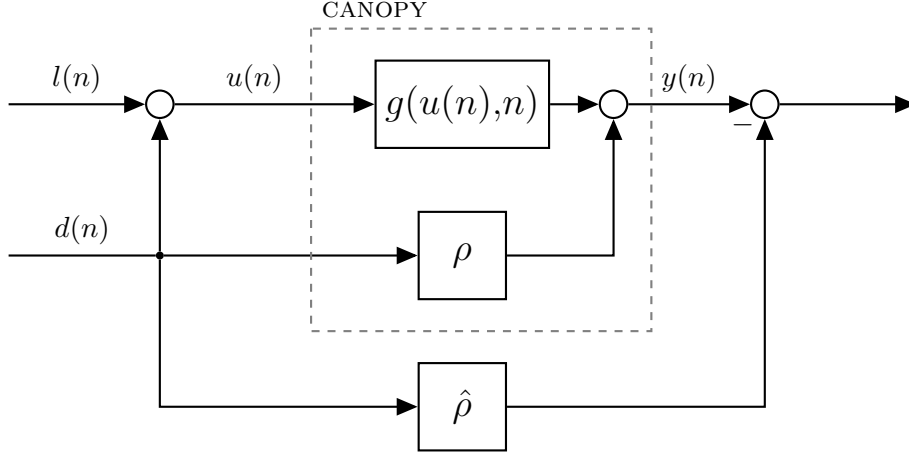 CANOPY
l(n)
u(n)
g(u(n),n)
y(n)
−
d(n)
ρ
ρ̂